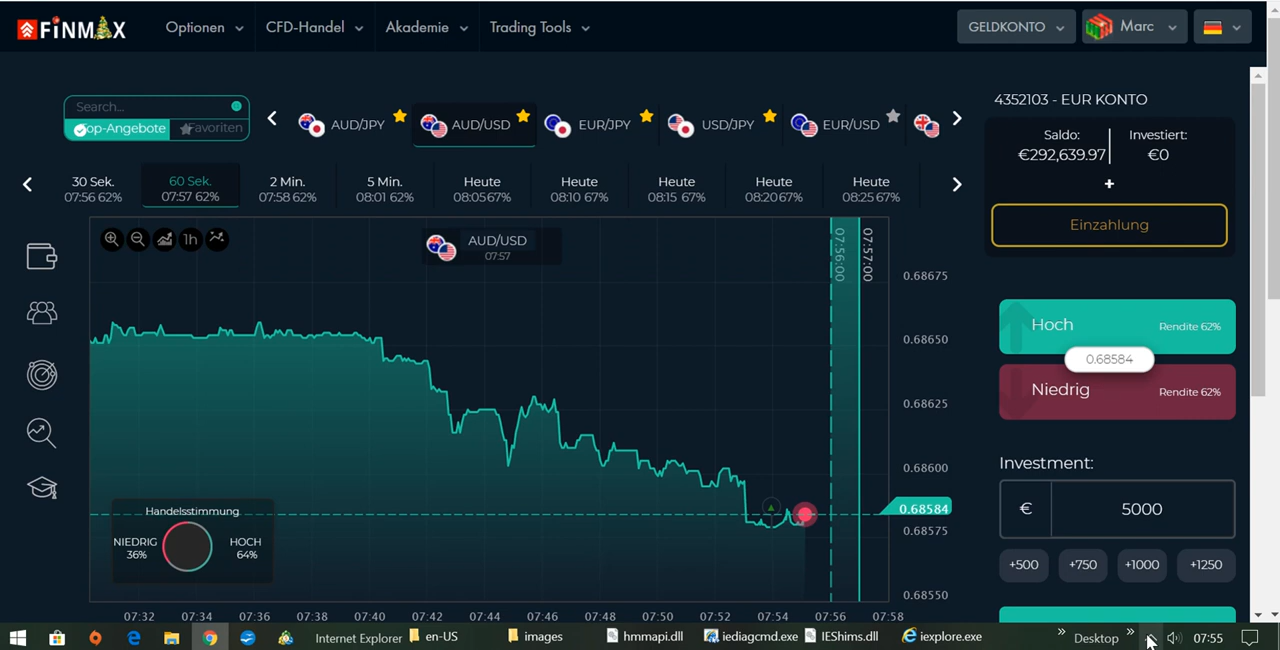 FiNMAX
Optionen
CFD-Handel
Akademie
Trading Tools
GELDKONTO
Marc
Search...
Top-Angebote
Favoriten
AUD/JPY
AUD/USD
EUR/JPY
USD/JPY
EUR/USD
30 Sek.
07:56 62%
60 Sek.
07:57 62%
2 Min.
07:58 62%
5 Min.
08:01 62%
Heute
08:05 67%
Heute
08:10 67%
Heute
08:15 67%
Heute
08:20 67%
Heute
08:25 67%
1h
AUD/USD
07:57
07:56:00
07:57:00
0.68675
0.68650
0.68625
0.68600
0.68584
0.68575
0.68550
Handelsstimmung
NIEDRIG
36%
HOCH
64%
07:32
07:34
07:36
07:38
07:40
07:42
07:44
07:46
07:48
07:50
07:52
07:54
07:56
07:58
4352103 - EUR KONTO
Saldo:
€292,639.97
Investiert:
€0
+
Einzahlung
Hoch
Rendite 62%
0.68584
Niedrig
Rendite 62%
Investment:
€
5000
+500
+750
+1000
+1250
Internet Explorer
en-US
images
hmmapi.dll
iediagcmd.exe
IEShims.dll
iexplore.exe
»
Desktop
»
07:55